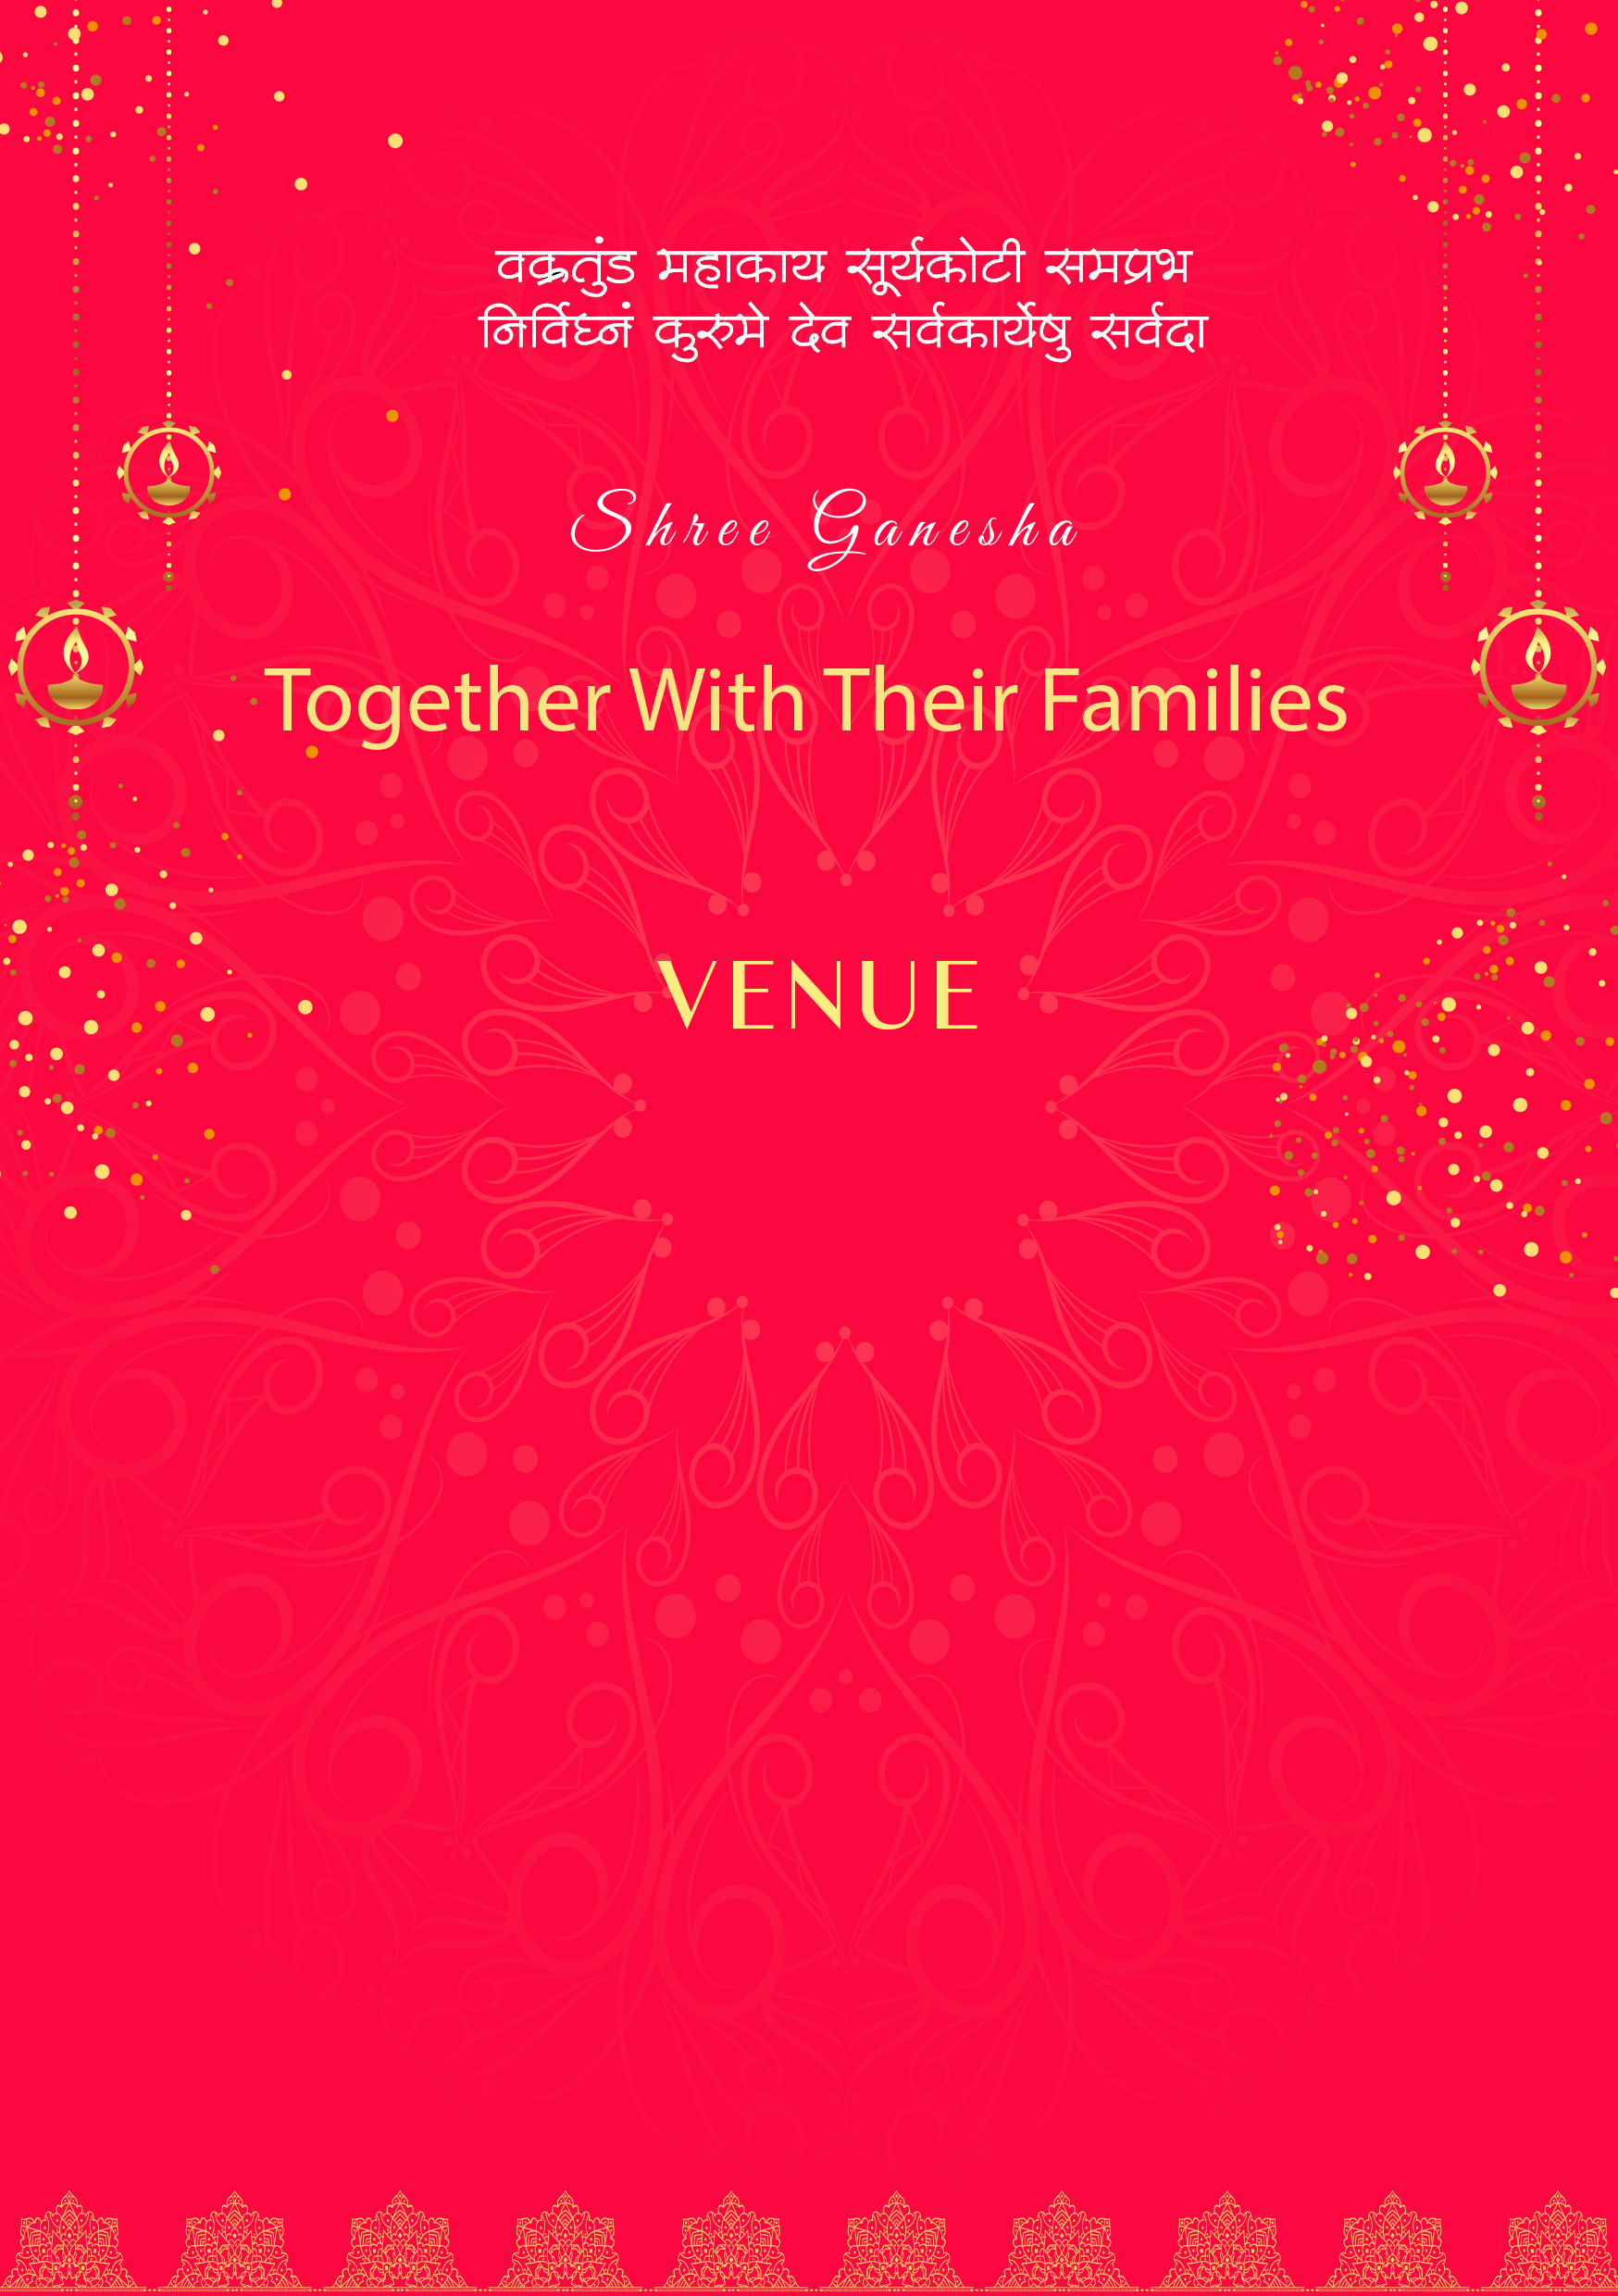 वक्रतुंड महाकाय सूर्यकोटी समप्रभ
निर्विघ्नं कुरुमे देव सर्वकार्येषु सर्वदा
Shree Ganesha
Together With Their Families
VENUE